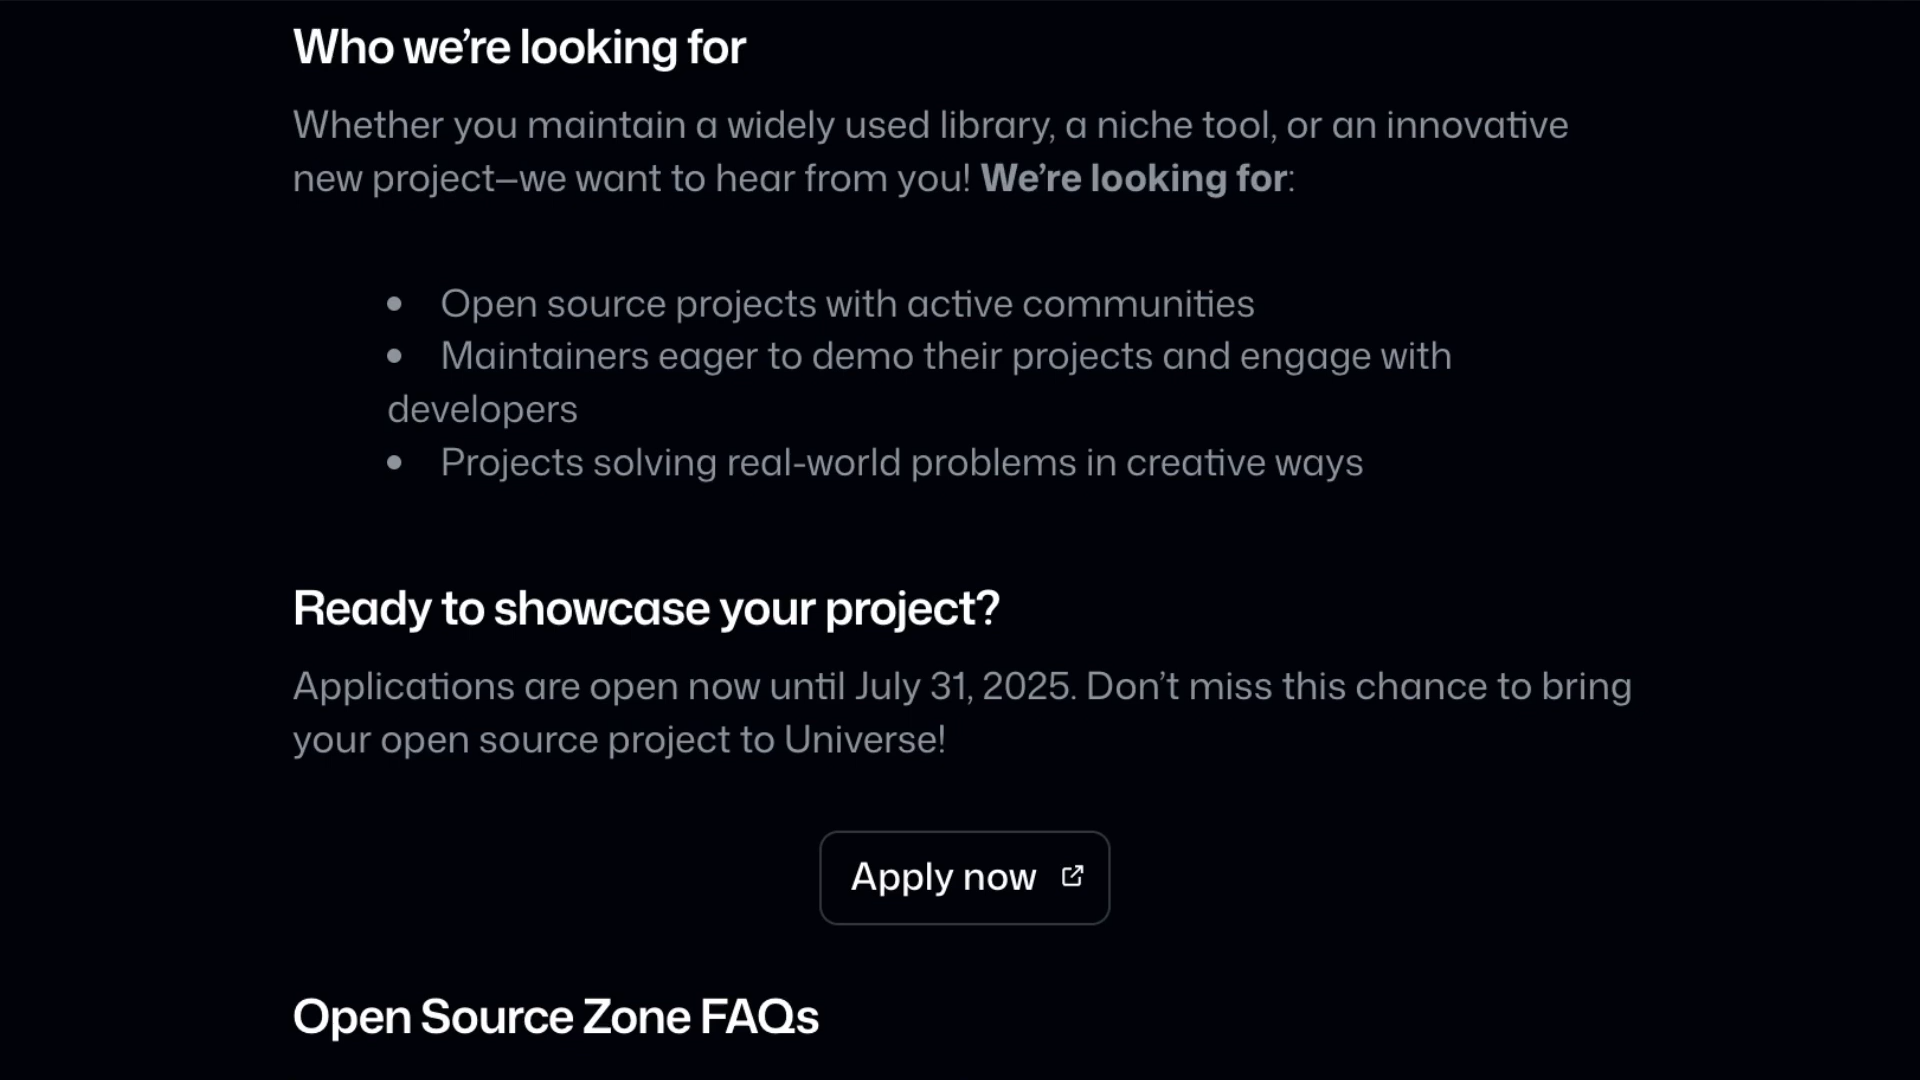 Who we’re looking for
Whether you maintain a widely used library, a niche tool, or an innovative
new project—we want to hear from you! We’re looking for:
• Open source projects with active communities
• Maintainers eager to demo their projects and engage with
developers
• Projects solving real-world problems in creative ways
Ready to showcase your project?
Applications are open now until July 31, 2025. Don’t miss this chance to bring
your open source project to Universe!
Apply now
Open Source Zone FAQs